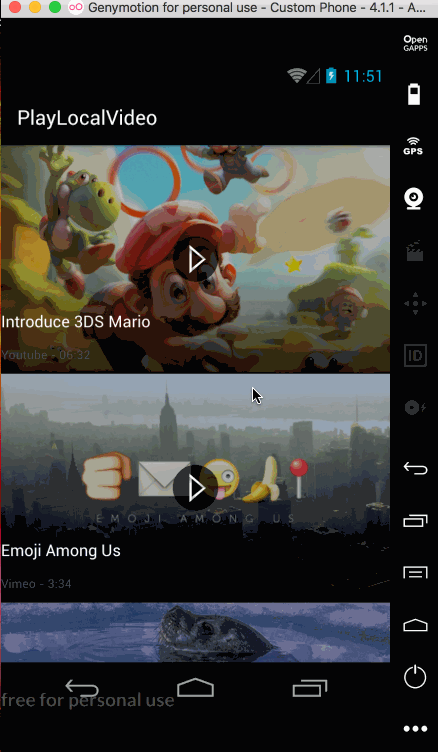 Genymotion for personal use - Custom Phone - 4.1.1 - A...
Open
GAPPS
11:51
GPS
PlayLocalVideo
Introduce 3DS Mario
Youtube - 06:32
ID
EMOJI AMONG US
Emoji Among Us
Vimeo - 3:34
free for personal use